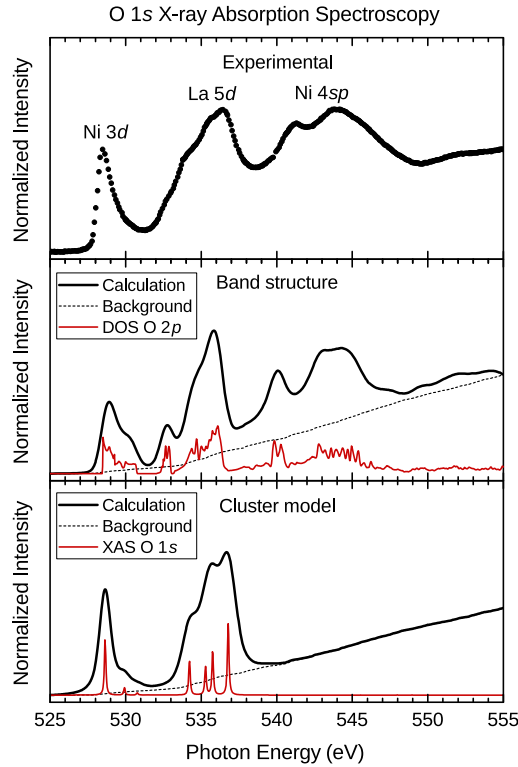 O 1s X-ray Absorption Spectroscopy
Normalized Intensity
Experimental
Ni 3d
La 5d
Ni 4sp
Normalized Intensity
Calculation
Background
DOS O 2p
Band structure
Normalized Intensity
Calculation
Background
XAS O 1s
Cluster model
525 530 535 540 545 550 555
Photon Energy (eV)